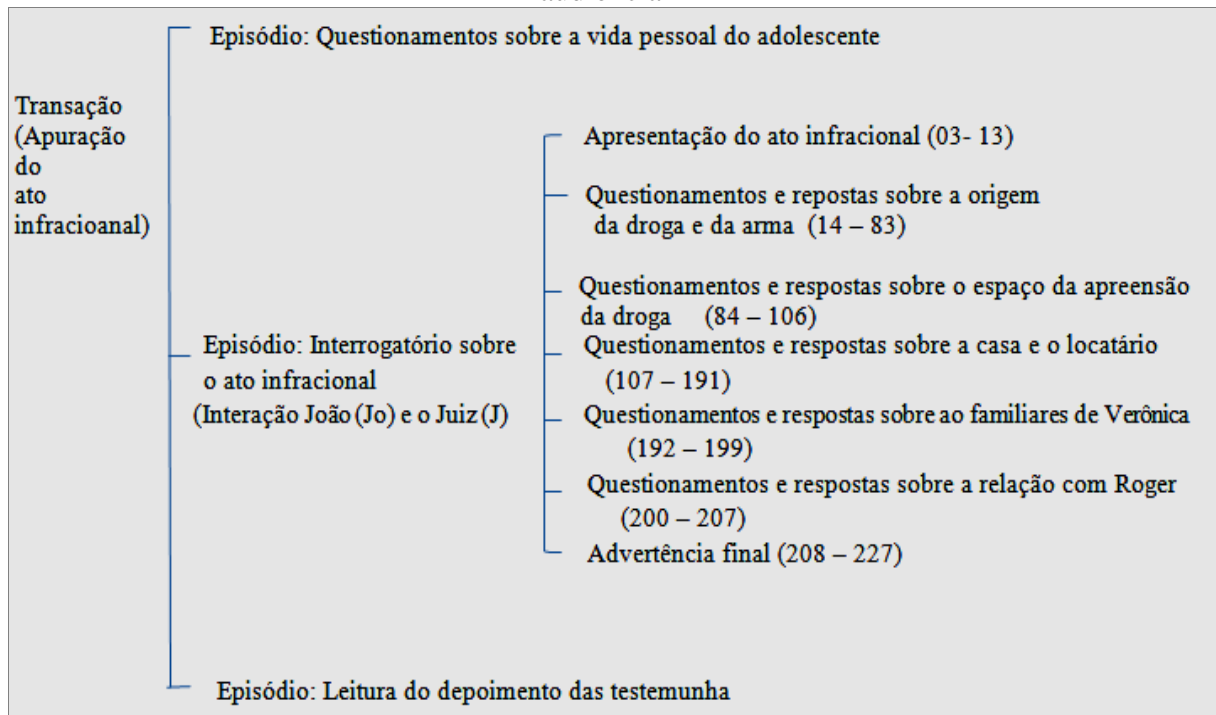 Episódio: Questionamentos sobre a vida pessoal do adolescente
Transação
(Apuração
do
ato
infracioanal)
Apresentação do ato infracional (03- 13)
Questionamentos e repostas sobre a origem
da droga e da arma (14 – 83)
Questionamentos e respostas sobre o espaço da apreensão
da droga (84 – 106)
Episódio: Interrogatório sobre
o ato infracional
(Interação João (Jo) e o Juiz (J)
Questionamentos e respostas sobre a casa e o locatário
(107 – 191)
Questionamentos e respostas sobre ao familiares de Verônica
(192 – 199)
Questionamentos e respostas sobre a relação com Roger
(200 – 207)
Advertência final (208 – 227)
Episódio: Leitura do depoimento das testemunha